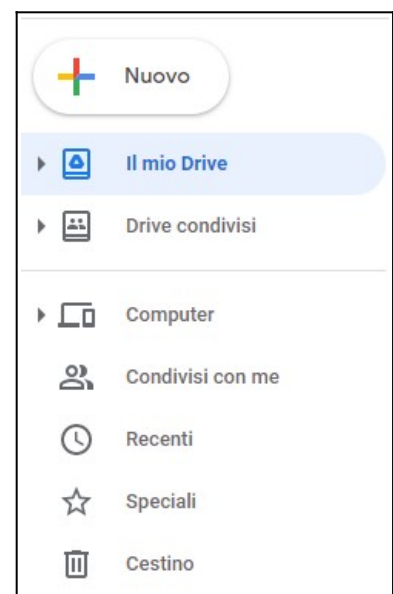 Nuovo
Il mio Drive
Drive condivisi
Computer
Condivisi con me
Recenti
Speciali
Cestino